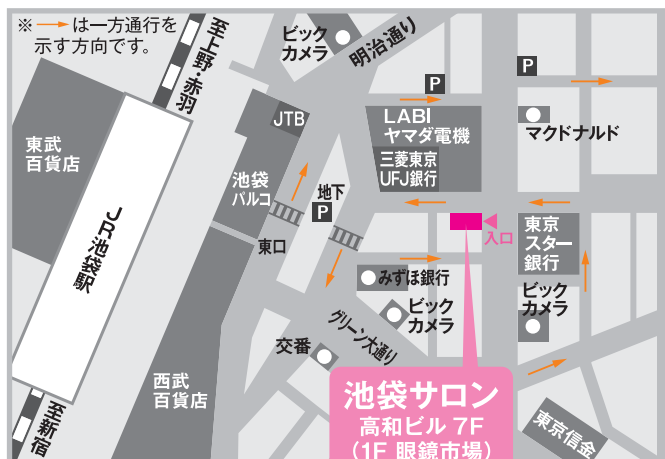 ※→は一方通行を
示す方向です。
至上野・赤羽
ビック
カメラ
明治通り
P
P
東武
百貨店
JTB
LABI
ヤマダ電機
マクドナルド
三菱東京
UFJ銀行
池袋
パルコ
地下
P
JR池袋駅
東口
入口
東京
スター
銀行
みずほ銀行
ビック
カメラ
ビック
カメラ
グリーン大通り
交番
西武
百貨店
池袋サロン
高和ビル 7F
(1F 眼鏡市場)
東京信金
至新宿